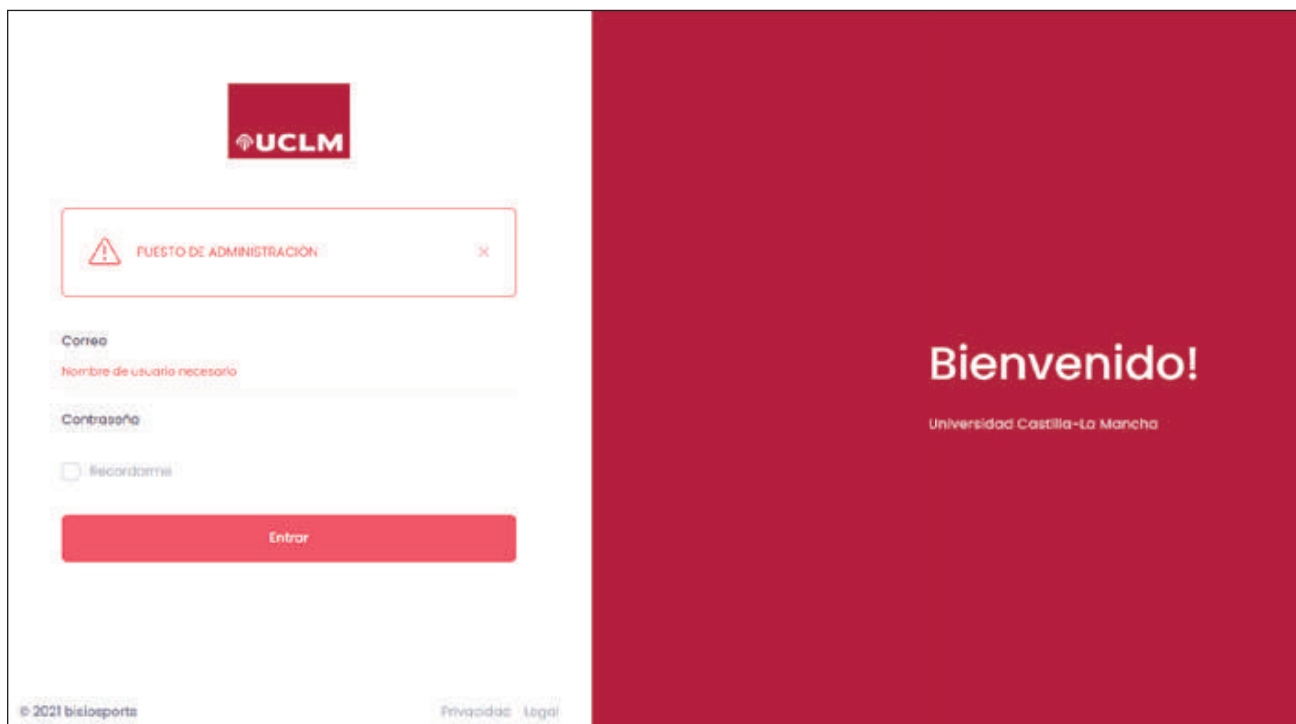 UCLM
PUESTO DE ADMINISTRACIÓN
Correo
Nombre de usuario necesario
Contraseña
Recordarme
Entrar
© 2021 bislosports
Privacidad Legal
Bienvenido!
Universidad Castilla-La Mancha